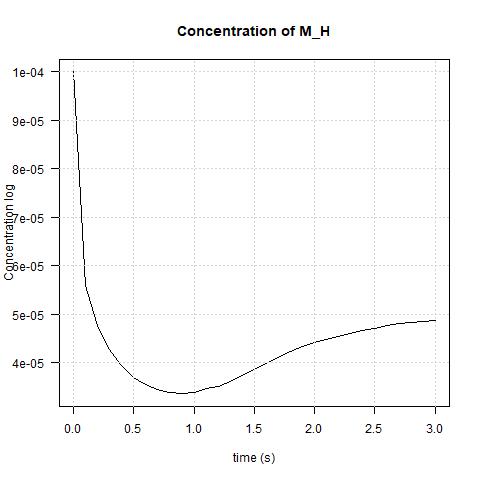 Concentration of M_H
Concentration log
1e-04
9e-05
8e-05
7e-05
6e-05
5e-05
4e-05
0.0 0.5 1.0 1.5 2.0 2.5 3.0
time (s)